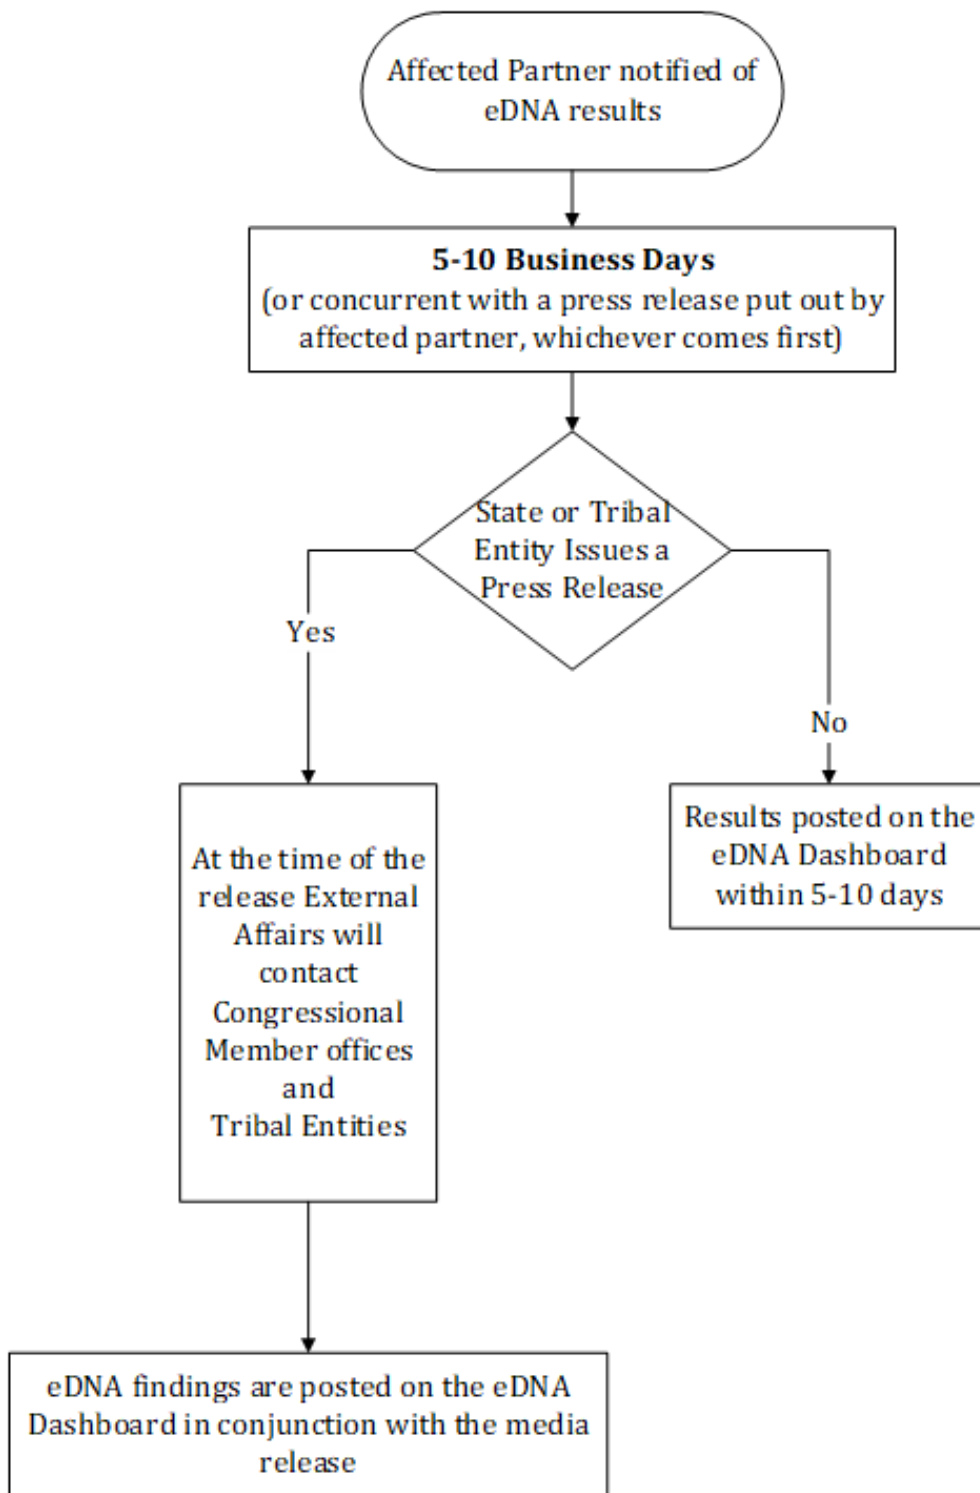 Affected Partner notified of
eDNA results
5-10 Business Days
(or concurrent with a press release put out by
affected partner, whichever comes first)
State or Tribal
Entity Issues a
Press Release
Yes
No
At the time of the
release External
Affairs will
contact
Congressional
Member offices
and
Tribal Entities
Results posted on the
eDNA Dashboard
within 5-10 days
eDNA findings are posted on the eDNA
Dashboard in conjunction with the media
release